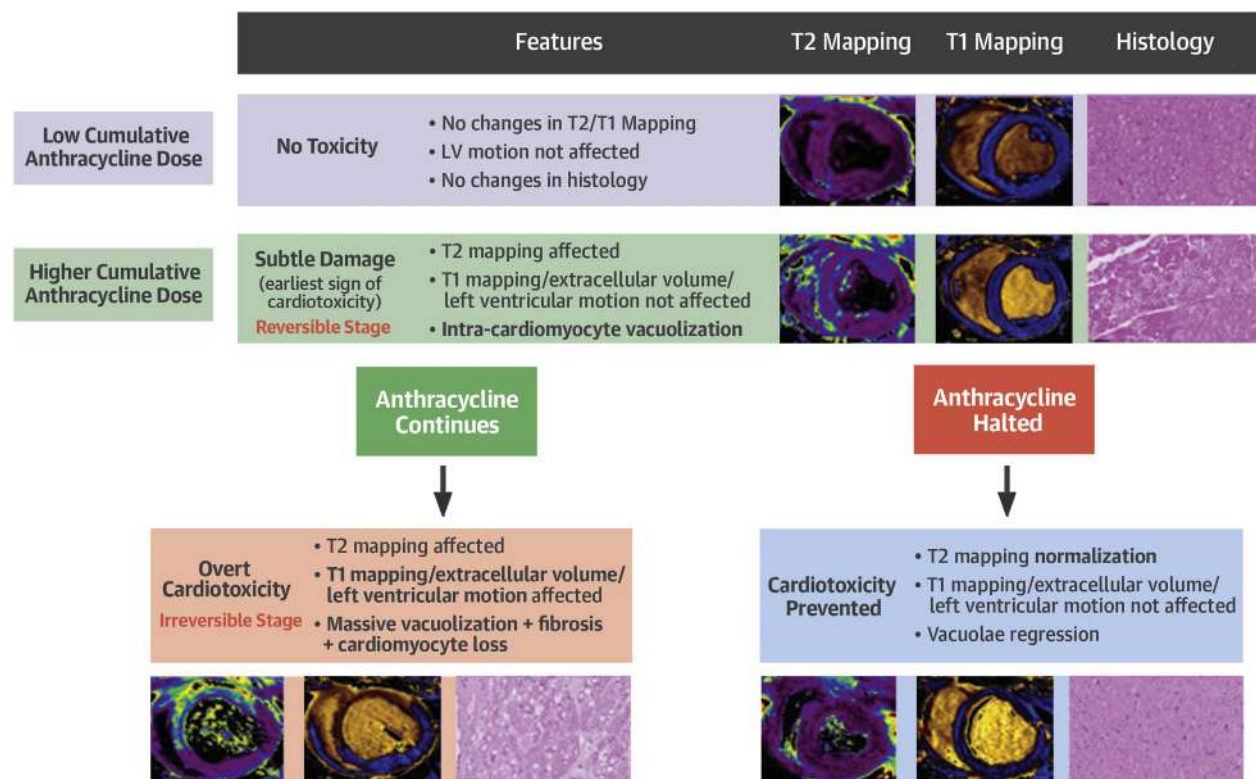 Features
T2 Mapping
T1 Mapping
Histology
Low Cumulative
Anthracycline Dose
No Toxicity
• No changes in T2/T1 Mapping
• LV motion not affected
• No changes in histology
Higher Cumulative
Anthracycline Dose
Subtle Damage
(earliest sign of
cardiotoxicity)
Reversible Stage
• T2 mapping affected
• T1 mapping/extracellular volume/
left ventricular motion not affected
• Intra-cardiomyocyte vacuolization
Anthracycline
Continues
Anthracycline
Halted
Overt
Cardiotoxicity
Irreversible Stage
• T2 mapping affected
• T1 mapping/extracellular volume/
left ventricular motion affected
• Massive vacuolization + fibrosis
+ cardiomyocyte loss
Cardiotoxicity
Prevented
• T2 mapping normalization
• T1 mapping/extracellular volume/
left ventricular motion not affected
• Vacuolae regression